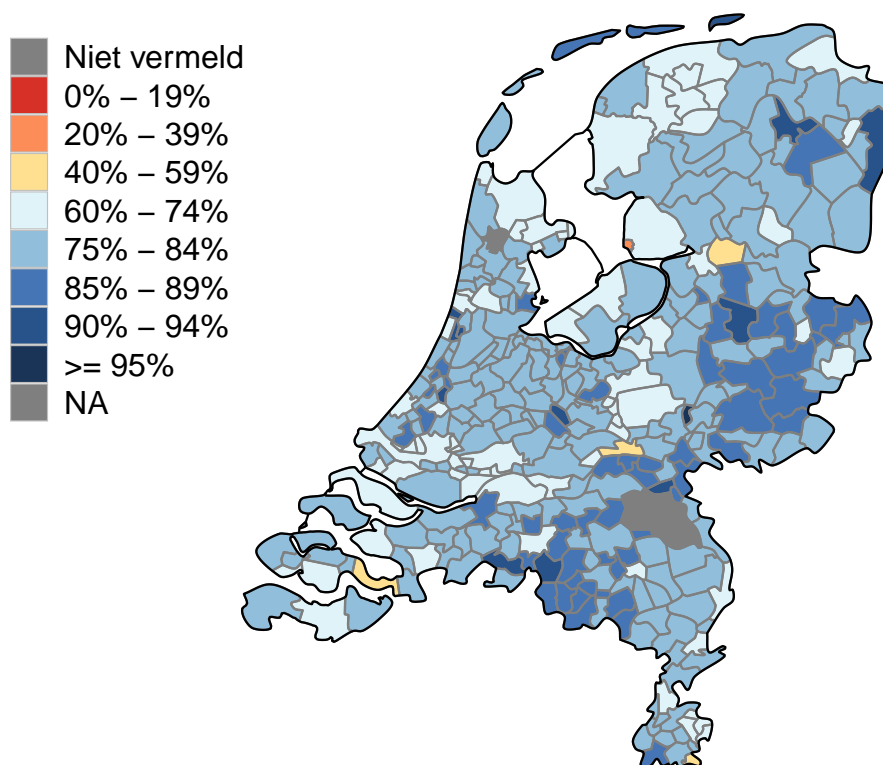 Niet vermeld
0% – 19%
20% – 39%
40% – 59%
60% – 74%
75% – 84%
85% – 89%
90% – 94%
>= 95%
NA